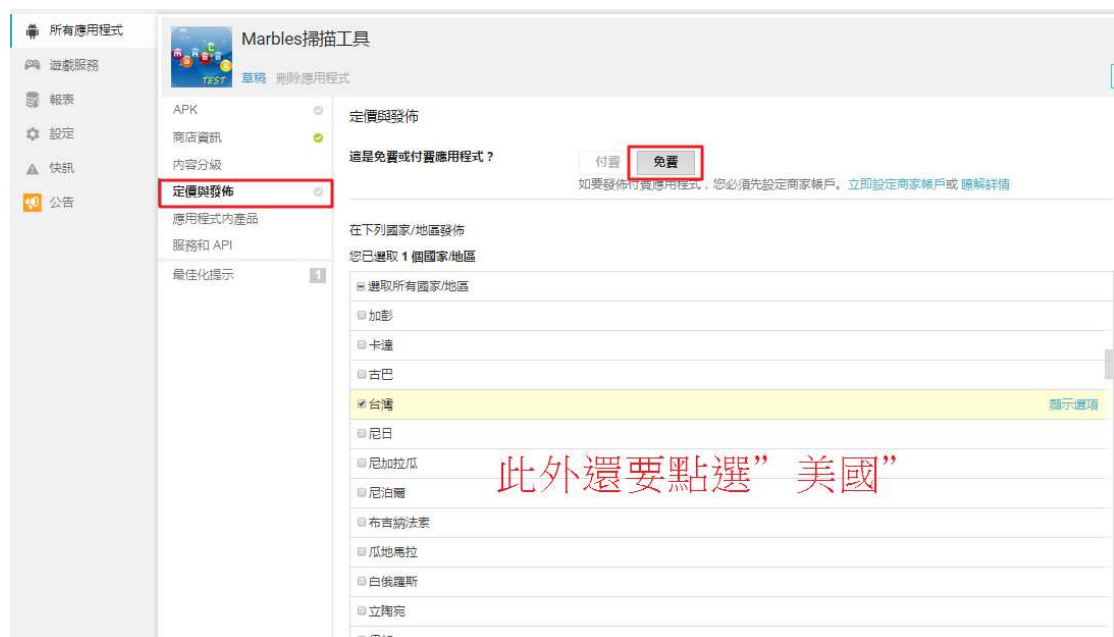 所有應用程式
遊戲服務
報表
設定
快訊
公告
Marbles掃描工具
TEST
草稿 刪除應用程式
APK
商店資訊
內容分級
定價與發佈
應用程式內產品
服務和 API
最佳化提示 1
定價與發佈
這是免費或付費應用程式？ 付費 免費
如要發佈付費應用程式，您必須先設定商家帳戶。立即設定商家帳戶或 瞭解詳情
在下列國家/地區發佈
您已選取 1 個國家/地區
選取所有國家/地區
加彭
卡達
古巴
台灣 顯示選項
尼日
尼加拉瓜
此外還要點選”美國”
尼泊爾
布吉納法索
瓜地馬拉
白俄羅斯
立陶宛